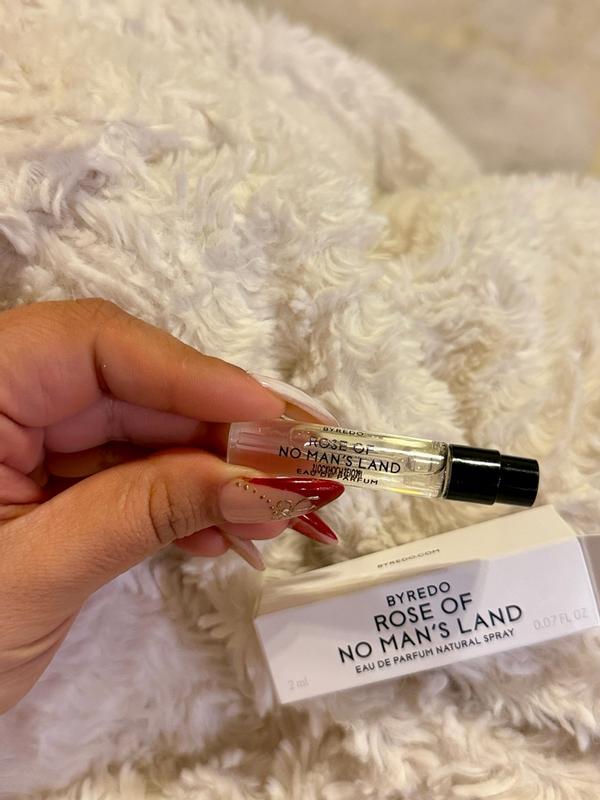 BYREDO
ROSE OF
NO MAN'S LAND
EAU DE PARFUM
BYREDO.COM
BYREDO
ROSE OF
NO MAN'S LAND
EAU DE PARFUM NATURAL SPRAY
2 ml 0.07 FL OZ